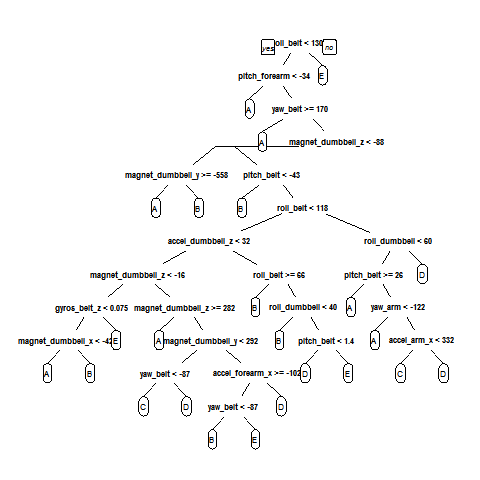 yes roll_belt < 130 no
pitch_forearm < -34 E
A yaw_belt >= 170
A magnet_dumbbell_z < -88
magnet_dumbbell_y >= -558 pitch_belt < -43
A B B roll_belt < 118
accel_dumbbell_z < 32 roll_dumbbell < 60
magnet_dumbbell_z < -16 roll_belt >= 66 pitch_belt >= 26 D
gyros_belt_z < 0.075 magnet_dumbbell_z >= 282 B roll_dumbbell < 40 A yaw_arm < -122
magnet_dumbbell_x < -42 E A magnet_dumbbell_y < 292 B pitch_belt < 1.4 A accel_arm_x < 332
A B yaw_belt < -87 accel_forearm_x >= -102 D E C D
C D yaw_belt < -87 D
B E